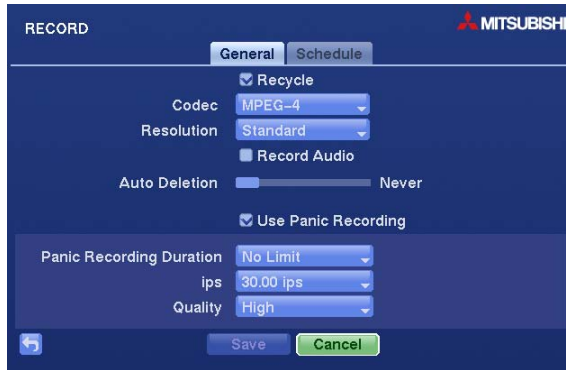 RECORD
MITSUBISHI
General Schedule
Recycle
Codec MPEG-4
Resolution Standard
Record Audio
Auto Deletion Never
Use Panic Recording
Panic Recording Duration No Limit
ips 30.00 ips
Quality High
Save Cancel